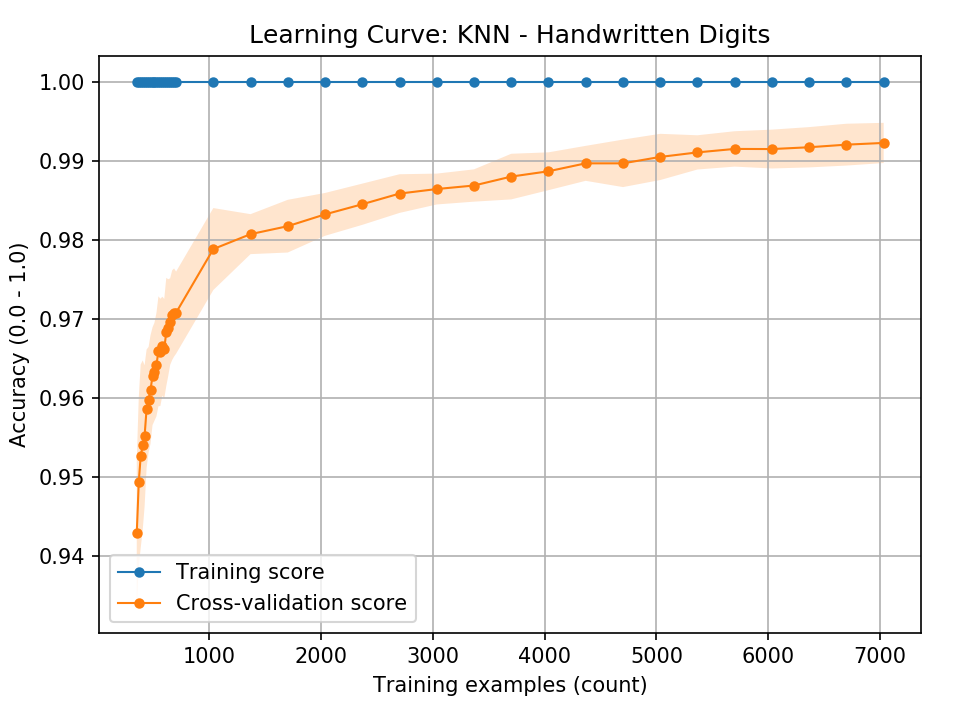 Learning Curve: KNN - Handwritten Digits
Accuracy (0.0 - 1.0)
1.00
0.99
0.98
0.97
0.96
0.95
0.94
Training score
Cross-validation score
1000 2000 3000 4000 5000 6000 7000
Training examples (count)